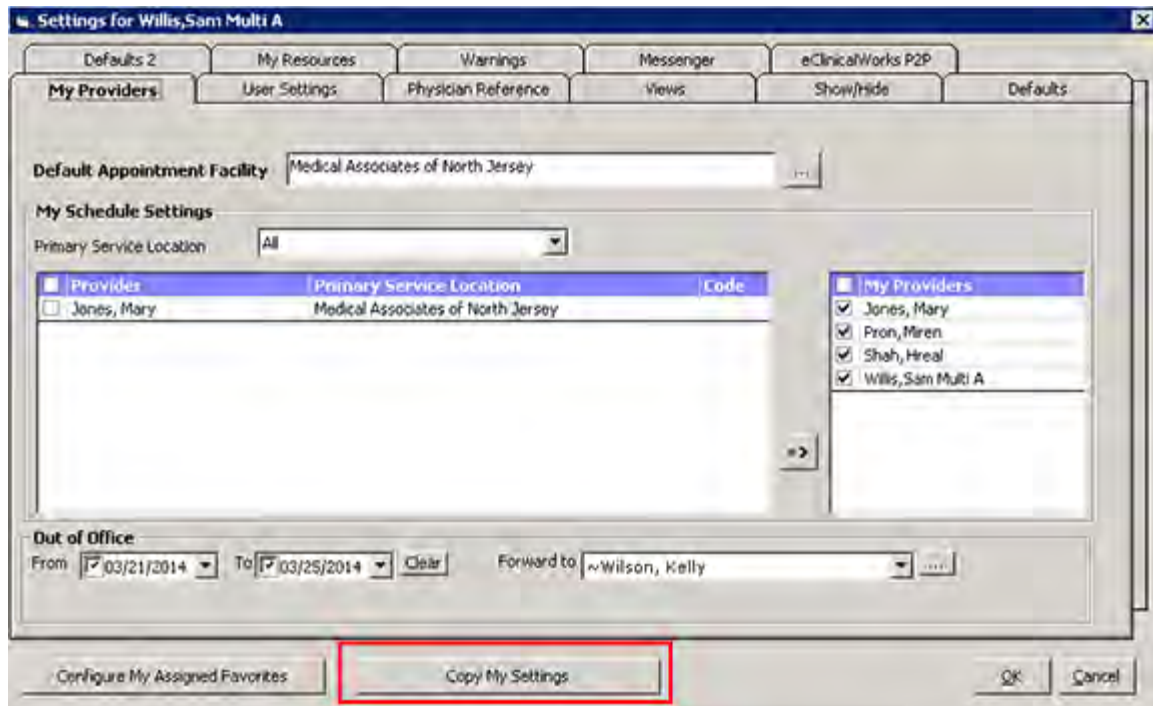 Settings for Willis,Sam Multi A
Defaults 2 My Resources Warnings Messenger eClinicalWorks P2P
My Providers User Settings Physician Reference Views Show/Hide Defaults
Default Appointment Facility Medical Associates of North Jersey ...
My Schedule Settings
Primary Service Location All
Provider Primary Service Location Code My Providers
Jones, Mary Medical Associates of North Jersey Jones, Mary
Pron,Miren
Shah,Hreal
Willis,Sam Multi A
=>
Out of Office
From 03/21/2014 To 03/25/2014 Clear Forward to ~Wilson, Kelly ....
Configure My Assigned Favorites Copy My Settings OK Cancel